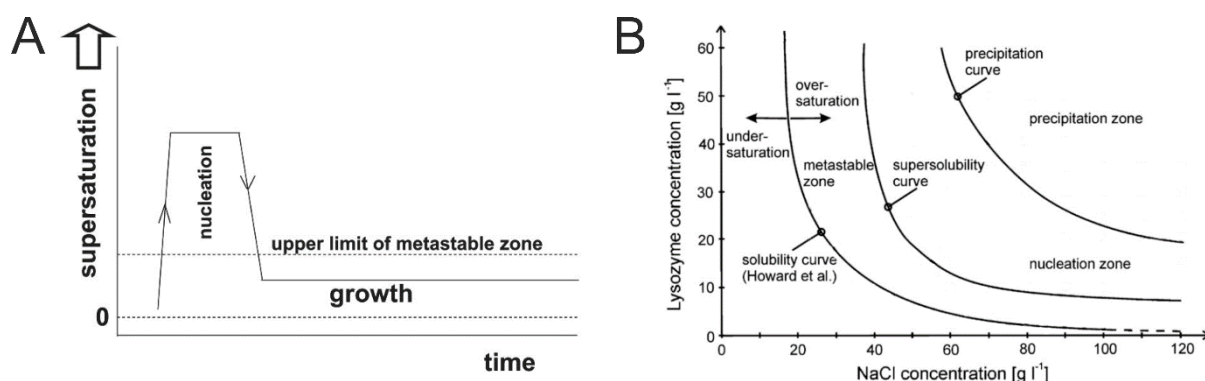 A
supersaturation
0
nucleation
upper limit of metastable zone
growth
time
B
Lysozyme concentration [g l⁻¹]
60
50
40
30
20
10
0
precipitation
curve
over-
saturation
under-
saturation
precipitation zone
metastable
zone
supersolubility
curve
solubility curve
(Howard et al.)
nucleation zone
0
20
40
60
80
100
120
NaCl concentration [g l⁻¹]